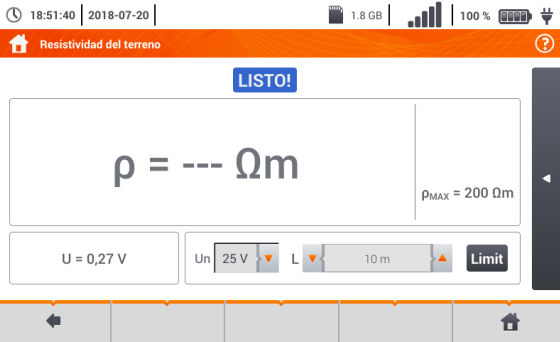 18:51:40 2018-07-20 1.8 GB 100 %
Resistividad del terreno ?
LISTO!
ρ = --- Ωm
ρMAX = 200 Ωm
U = 0,27 V Un 25 V L 10 m Limit